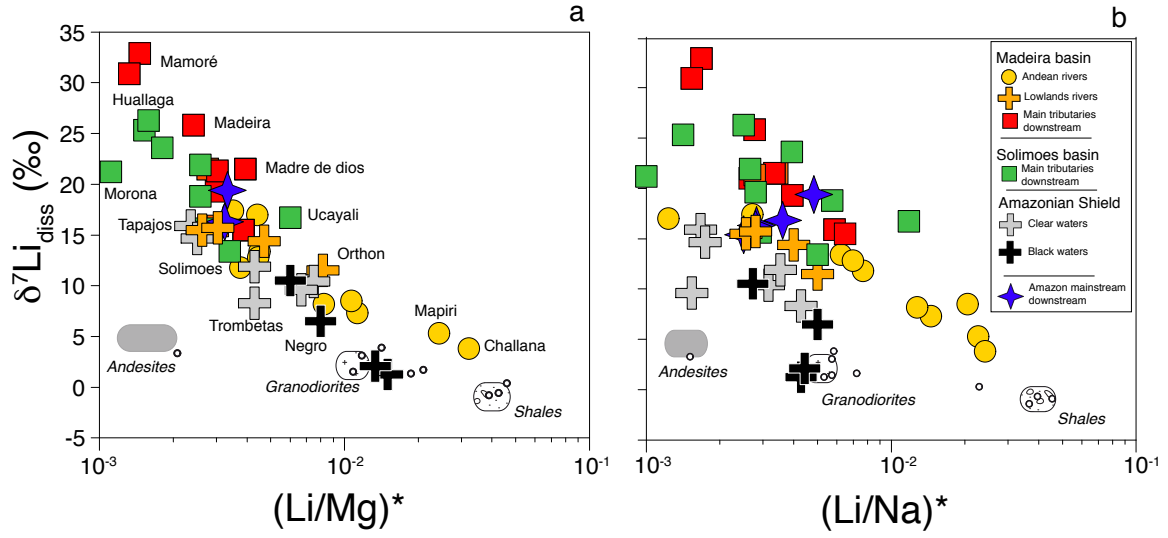 a
b
δ⁷Li_diss (‰)
35
30
25
20
15
10
5
0
-5
Mamoré
Huallaga
Madeira
Madre de dios
Morona
Ucayali
Tapajos
Solimoes
Orthon
Trombetas
Mapiri
Negro
Challana
Andesites
Granodiorites
Shales
10⁻³
10⁻²
10⁻¹
(Li/Mg)*
Madeira basin
Andean rivers
Lowlands rivers
Main tributaries
downstream
Solimoes basin
Main tributaries
downstream
Amazonian Shield
Clear waters
Black waters
Amazon mainstream
downstream
Andesites
Granodiorites
Shales
10⁻³
10⁻²
10⁻¹
(Li/Na)*